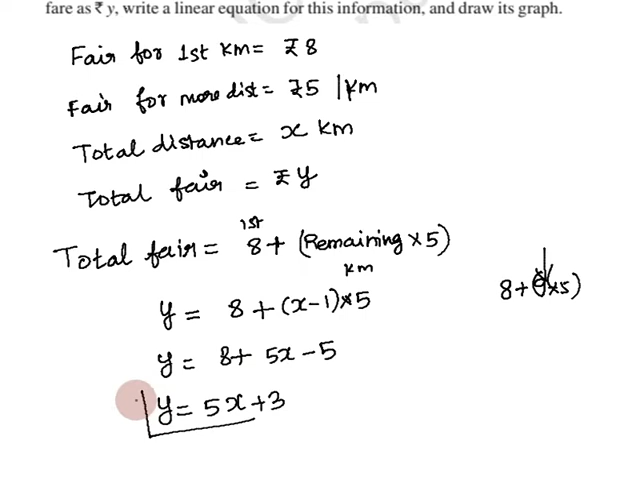 fare as ₹ y, write a linear equation for this information, and draw its graph.
Fair for 1st km = ₹8
Fair for more dist = ₹5 |km
Total distance = x km
Total fair = ₹ y
Total fair = 8 + (Remaining × 5)
1st
km
y = 8 + (x-1)×5
8 + ( ×5)
y = 8 + 5x - 5
y = 5x + 3